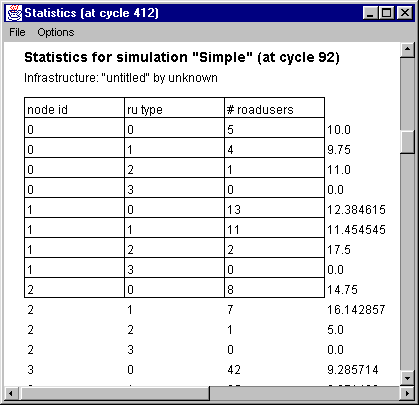 Statistics (at cycle 412)
File Options
Statistics for simulation "Simple" (at cycle 92)
Infrastructure: "untitled" by unknown
node id ru type # roadusers
0 0 5 10.0
0 1 4 9.75
0 2 1 11.0
0 3 0 0.0
1 0 13 12.384615
1 1 11 11.454545
1 2 2 17.5
1 3 0 0.0
2 0 8 14.75
2 1 7 16.142857
2 2 1 5.0
2 3 0 0.0
3 0 42 9.285714